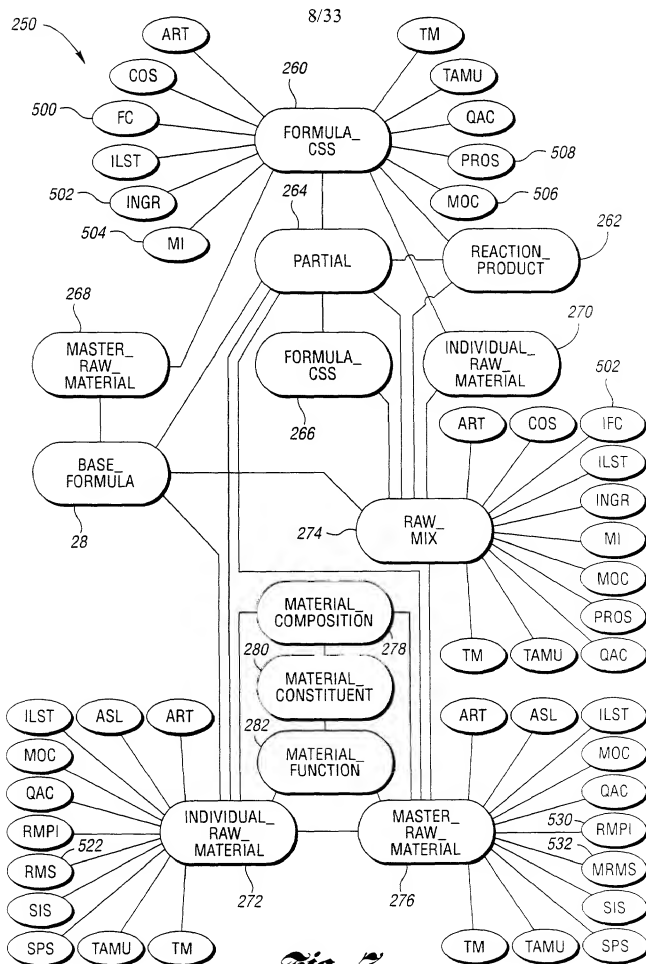 8/33
250
ART
TM
COS
260
TAMU
500
FC
FORMULA_
CSS
QAC
ILST
PROS
508
502
INGR
264
MOC
506
504
MI
262
PARTIAL
REACTION_
PRODUCT
268
270
MASTER_
RAW_
MATERIAL
FORMULA_
CSS
INDIVIDUAL_
RAW_
MATERIAL
502
266
ART
COS
IFC
BASE_
FORMULA
ILST
28
INGR
274
RAW_
MIX
MI
MOC
MATERIAL_
COMPOSITION
PROS
280
278
TM
TAMU
QAC
MATERIAL_
CONSTITUENT
ILST
ASL
ART
282
ART
ASL
ILST
MOC
MATERIAL_
FUNCTION
MOC
QAC
QAC
RMPI
522
INDIVIDUAL_
RAW_
MATERIAL
MASTER_
RAW_
MATERIAL
530
RMPI
RMS
532
MRMS
272
276
SIS
SIS
SPS
TAMU
TM
TM
TAMU
SPS
Fig. 7